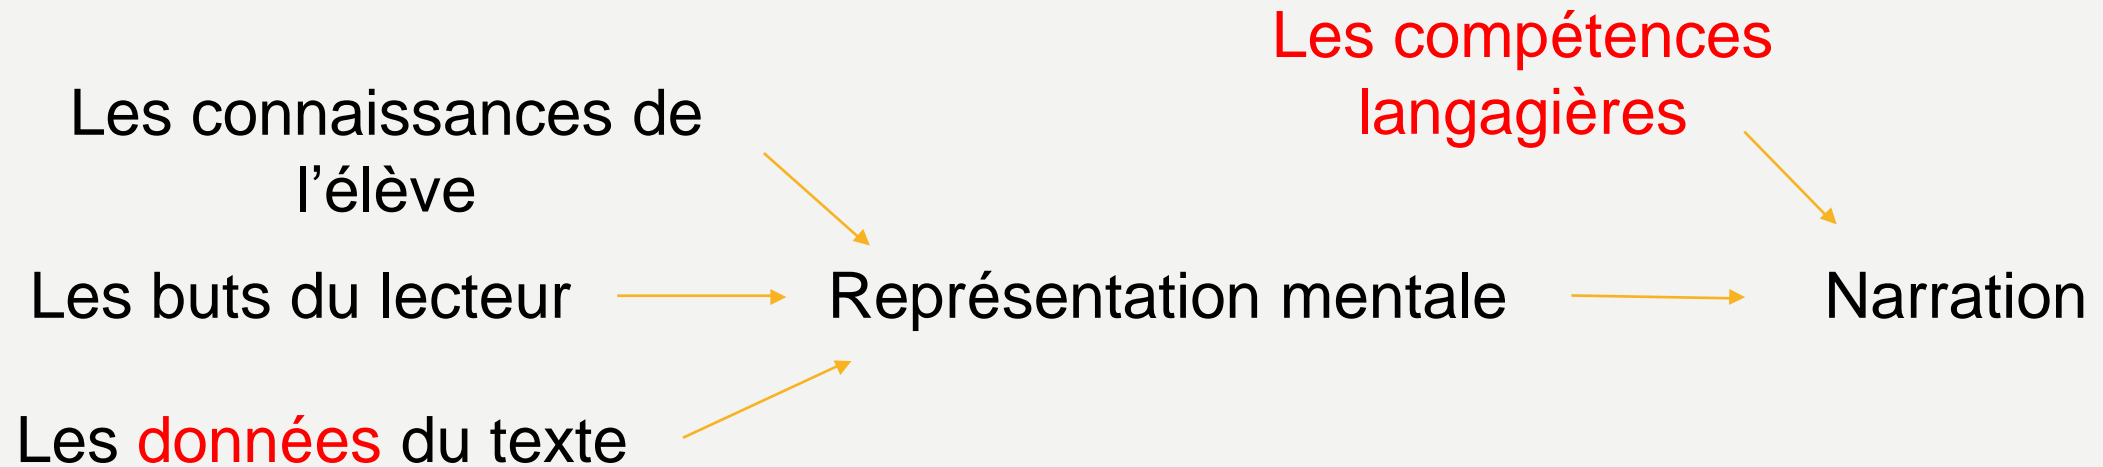 Les compétences
langagières
Les connaissances de
l’élève
Les buts du lecteur
Représentation mentale
Narration
Les données du texte